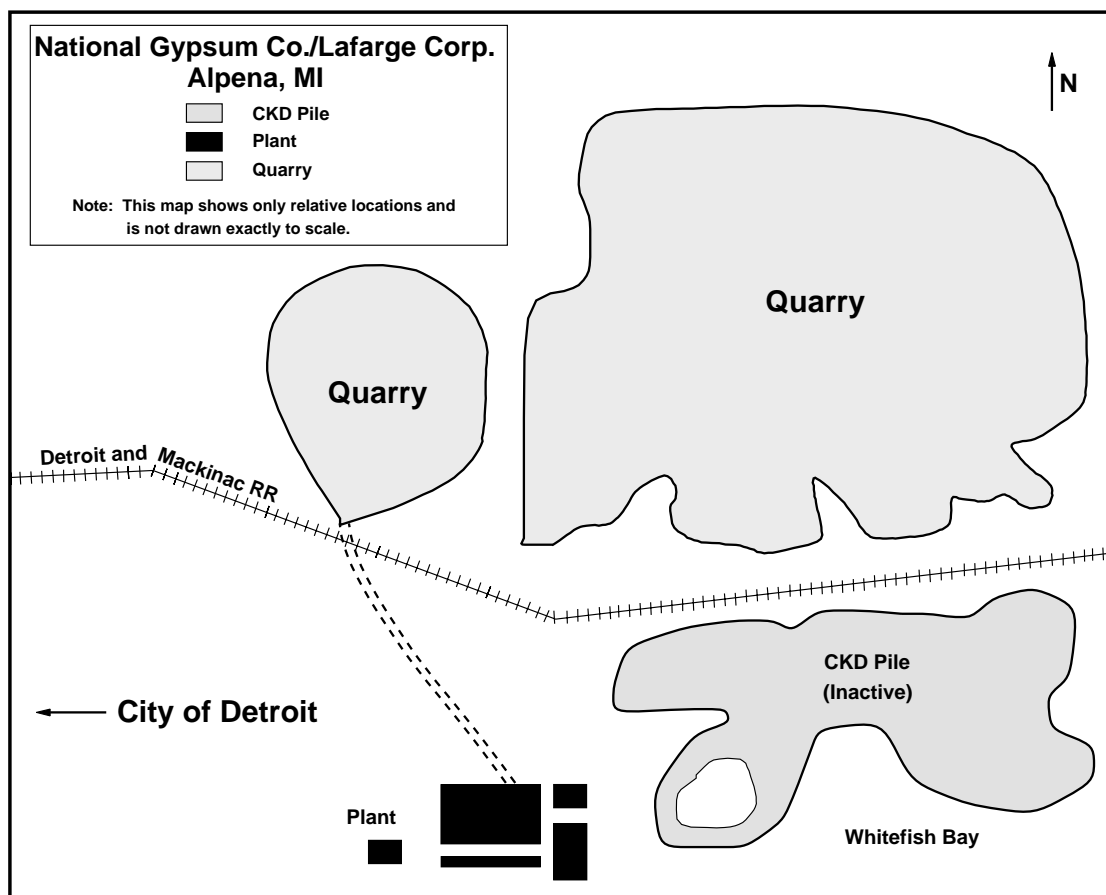 National Gypsum Co./Lafarge Corp.
Alpena, MI
CKD Pile
Plant
Quarry
Note: This map shows only relative locations and
is not drawn exactly to scale.
N
Quarry
Quarry
Detroit and Mackinac RR
CKD Pile
(Inactive)
City of Detroit
Plant
Whitefish Bay